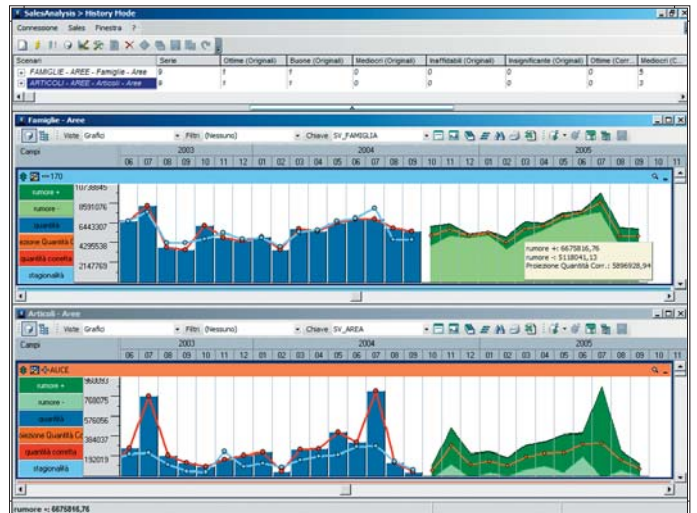 SalesAnalysis > History Mode
Connessione Sales Finestra ?
Scenari Serie Ottime (Originali) Buone (Originali) Mediocri (Originali) Inaffidabili (Originali) Insignificante (Originali) Ottime (Corr... Mediocri (C...
FAMIGLIE - AREE - Famiglie - Aree 9 1 1 0 0 0 0 5
ARTICOLI - AREE - Articoli - Aree 9 1 1 0 0 0 0 3
Famiglie - Aree
Viste Grafici Filtri (Nessuno) Chiave SV_FAMIGLIA
Campi 2003 2004 2005
06 07 08 09 10 11 12 01 02 03 04 05 06 07 08 09 10 11 12 01 02 03 04 05 06 07 08 09 10 11
170
rumore + 10738845
rumore - 8591076
quantità 6443307
ezione Quantità C 4295538
quantità corretta 2147769
stagionalità
rumore +: 6675816,76
rumore -: 5118041,13
Proiezione Quantità Corr.: 5896928,94
Articoli - Aree
Viste Grafici Filtri (Nessuno) Chiave SV_AREA
Campi 2003 2004 2005
06 07 08 09 10 11 12 01 02 03 04 05 06 07 08 09 10 11 12 01 02 03 04 05 06 07 08 09 10 11
AUCE
rumore + 960093
rumore - 768075
quantità 576056
oiezione Quantità Co 384037
quantità corretta 192019
stagionalità
rumore +: 6675816,76